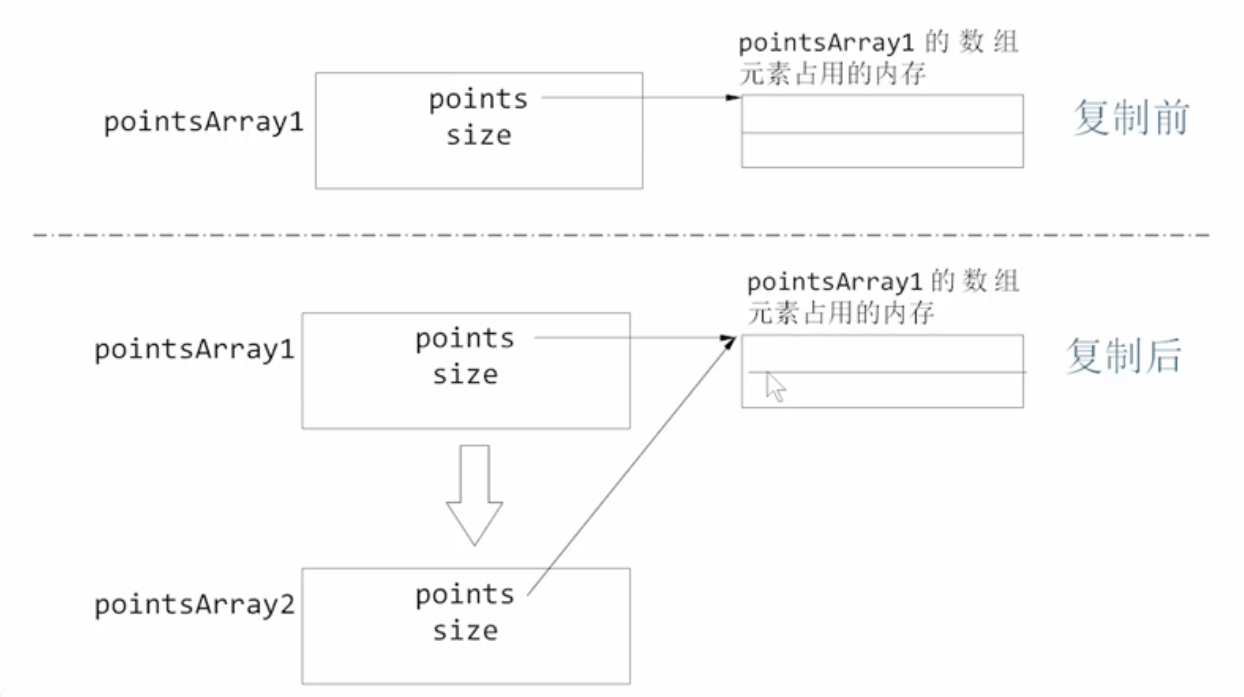 pointsArray1 的数组
元素占用的内存
points
size
pointsArray1
复制前
pointsArray1 的数组
元素占用的内存
points
size
pointsArray1
复制后
points
size
pointsArray2